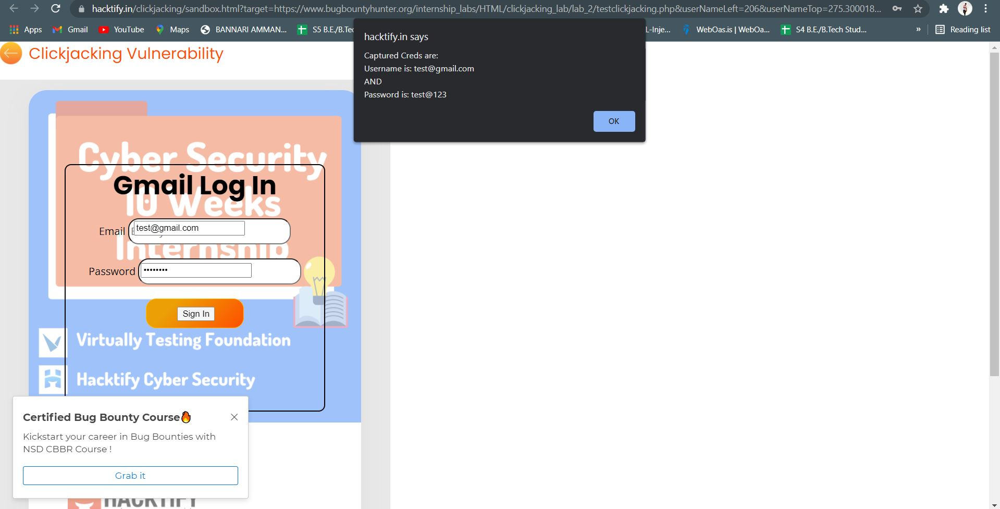 hacktify.in/clickjacking/sandbox.html?target=https://www.bugbountyhunter.org/internship_labs/HTML/clickjacking_lab/lab_2/testclickjacking.php&userNameLeft=206&userNameTop=275.300018...
Apps Gmail YouTube Maps BANNARI AMMAN... S5 B.E./B.Tec L-Inje... WebOas.is | WebOa... S4 B.E./B.Tech Stud... » Reading list
hacktify.in says
Captured Creds are:
Username is: test@gmail.com
AND
Password is: test@123
OK
Clickjacking Vulnerability
Cyber Security
Gmail Log In
10 Weeks
Email test@gmail.com
Internship
Password ••••••••
Sign In
Virtually Testing Foundation
Hacktify Cyber Security
Certified Bug Bounty Course🔥
Kickstart your career in Bug Bounties with
NSD CBBR Course !
Grab it
HACKTIFY